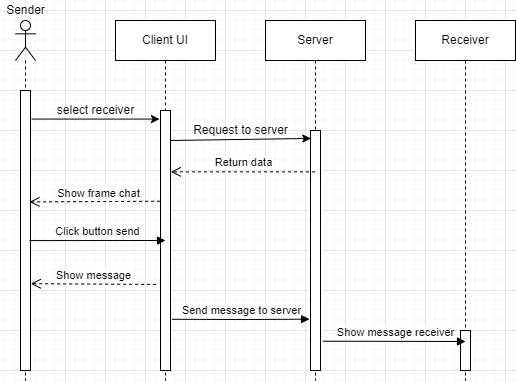 Sender
Client UI
Server
Receiver
select receiver
Request to server
Return data
Show frame chat
Click button send
Show message
Send message to server
Show message receiver